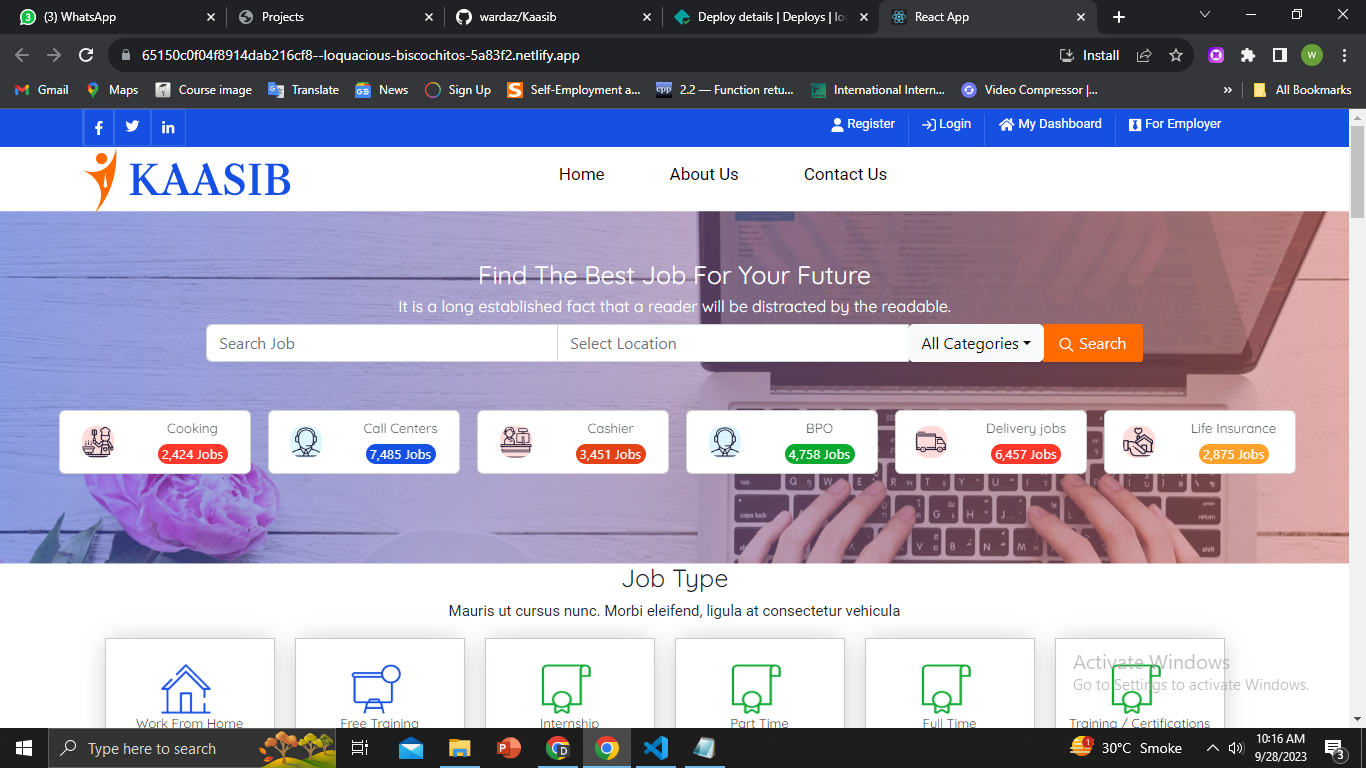 (3) WhatsApp
Projects
wardaz/Kaasib
Deploy details | Deploys | lo
React App
65150c0f04f8914dab216cf8--loquacious-biscochitos-5a83f2.netlify.app
Install
W
Gmail
Maps
Course image
Translate
News
Sign Up
Self-Employment a...
2.2 — Function retu...
International Intern...
Video Compressor |...
»
All Bookmarks
Register
Login
My Dashboard
For Employer
KAASIB
Home
About Us
Contact Us
Find The Best Job For Your Future
It is a long established fact that a reader will be distracted by the readable.
Search Job
Select Location
All Categories
Search
Cooking
2,424 Jobs
Call Centers
7,485 Jobs
Cashier
3,451 Jobs
BPO
4,758 Jobs
Delivery jobs
6,457 Jobs
Life Insurance
2,875 Jobs
Job Type
Mauris ut cursus nunc. Morbi eleifend, ligula at consectetur vehicula
Work From Home
Free Training
Internship
Part Time
Full Time
Training / Certifications
Activate Windows
Go to Settings to activate Windows.
Type here to search
30°C Smoke
10:16 AM
9/28/2023
3